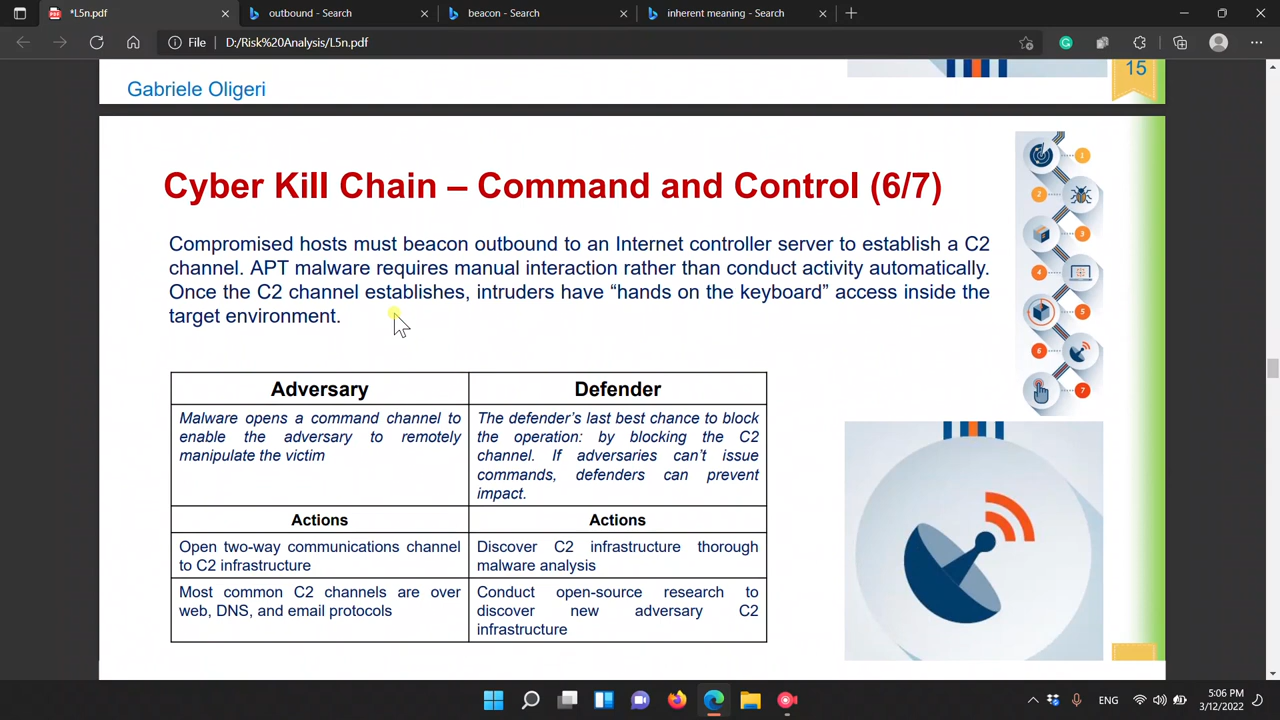 *L5n.pdf
outbound - Search
beacon - Search
inherent meaning - Search
File
D:/Risk%20Analysis/L5n.pdf
15
Gabriele Oligeri
Cyber Kill Chain – Command and Control (6/7)
Compromised hosts must beacon outbound to an Internet controller server to establish a C2
channel. APT malware requires manual interaction rather than conduct activity automatically.
Once the C2 channel establishes, intruders have “hands on the keyboard” access inside the
target environment.
1
2
3
4
5
6
7
Adversary
Defender
Malware opens a command channel to
enable the adversary to remotely
manipulate the victim
The defender’s last best chance to block
the operation: by blocking the C2
channel. If adversaries can’t issue
commands, defenders can prevent
impact.
Actions
Actions
Open two-way communications channel
to C2 infrastructure
Discover C2 infrastructure thorough
malware analysis
Most common C2 channels are over
web, DNS, and email protocols
Conduct open-source research to
discover new adversary C2
infrastructure
ENG
5:06 PM
3/12/2022